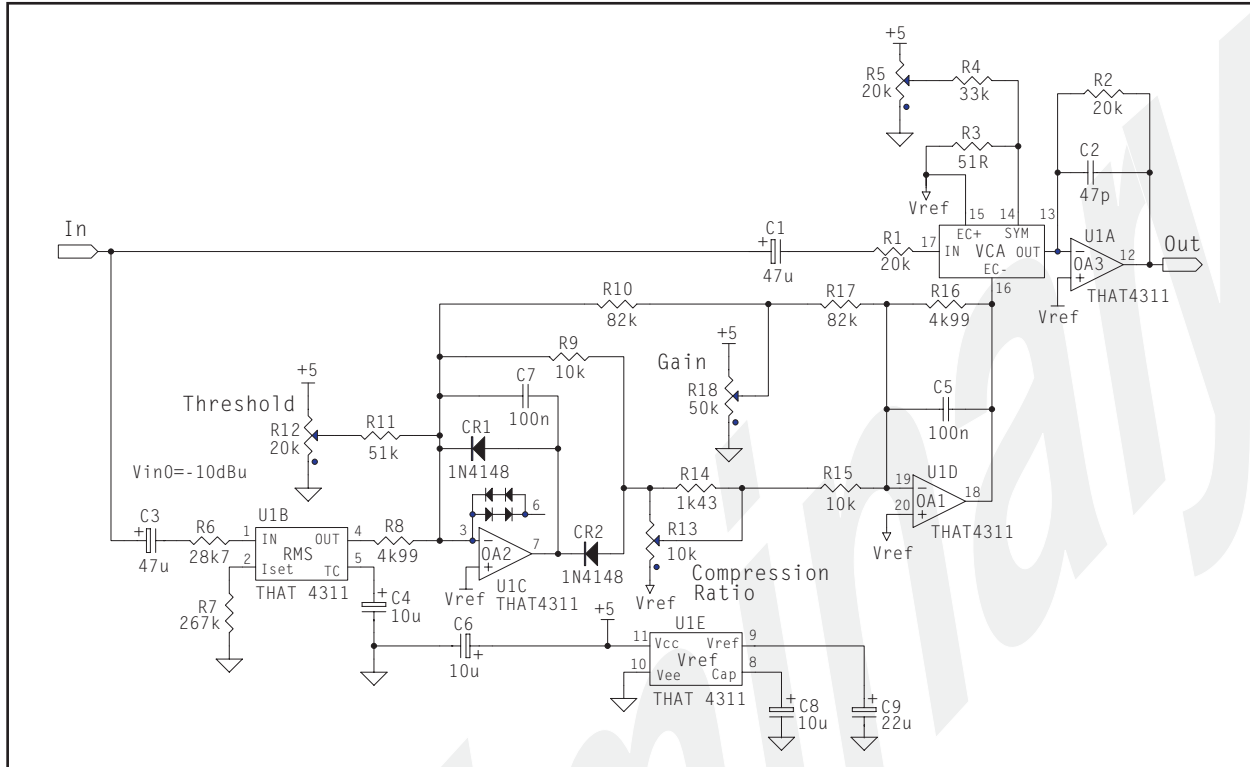 +5
R5
20k
R4
33k
R3
51R
Vref
R2
20k
C2
47p
15
14
13
EC+
SYM
U1A
In
C1
+
47u
R1
20k
17
IN
VCA
OUT
EC-
16
-
OA3
+
12
Out
THAT4311
Vref
R10
82k
R17
82k
R16
4k99
R9
10k
+5
Gain
R18
50k
C7
100n
C5
100n
+5
Threshold
R12
20k
R11
51k
CR1
1N4148
Vin0=-10dBu
6
R14
1k43
R15
10k
19
-
U1D
OA1
18
20
+
THAT4311
Vref
C3
+
47u
R6
28k7
U1B
1
IN
OUT
4
RMS
2
Iset
TC
5
THAT 4311
R8
4k99
3
-
OA2
7
+
U1C
THAT4311
Vref
CR2
1N4148
R13
10k
Compression
Ratio
Vref
R7
267k
+
C4
10u
C6
+
10u
+5
U1E
11
Vcc
Vref
9
Vref
10
Vee
Cap
8
THAT 4311
+
C8
10u
+
C9
22u